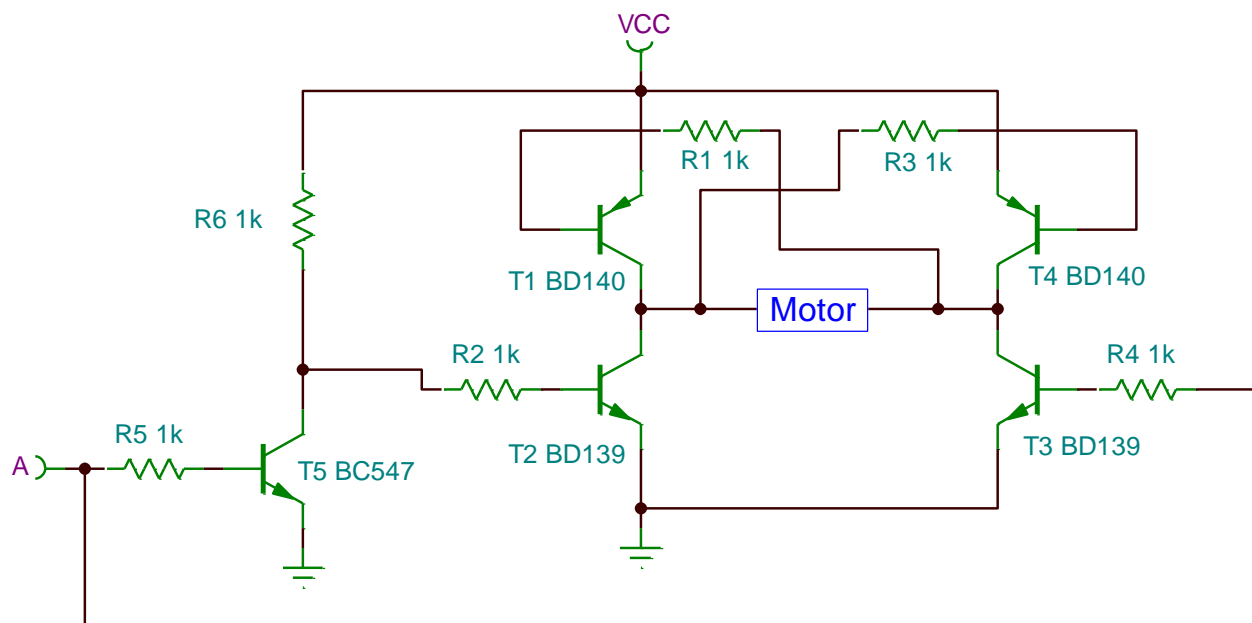 VCC
R1 1k
R3 1k
R6 1k
T1 BD140
T4 BD140
Motor
R2 1k
R4 1k
R5 1k
T2 BD139
T3 BD139
A
T5 BC547